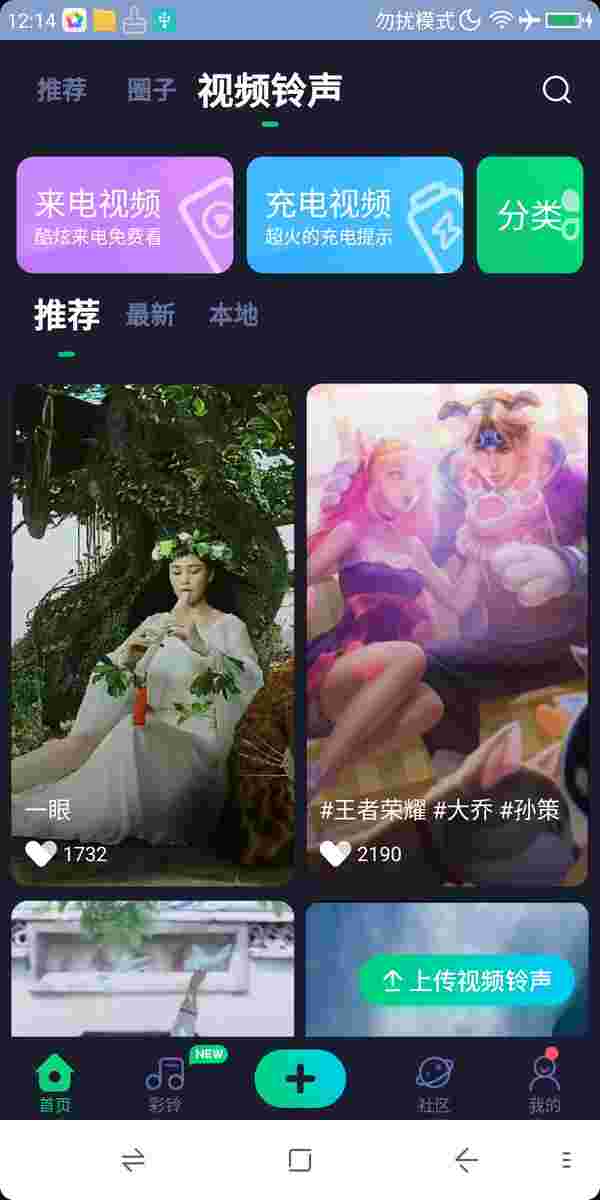 12:14 勿扰模式
推荐 圈子 视频铃声
来电视频 充电视频 分类
酷炫来电免费看 超火的充电提示
推荐 最新 本地
一眼 #王者荣耀 #大乔 #孙策
1732 2190
上传视频铃声
NEW
首页 彩铃 社区 我的